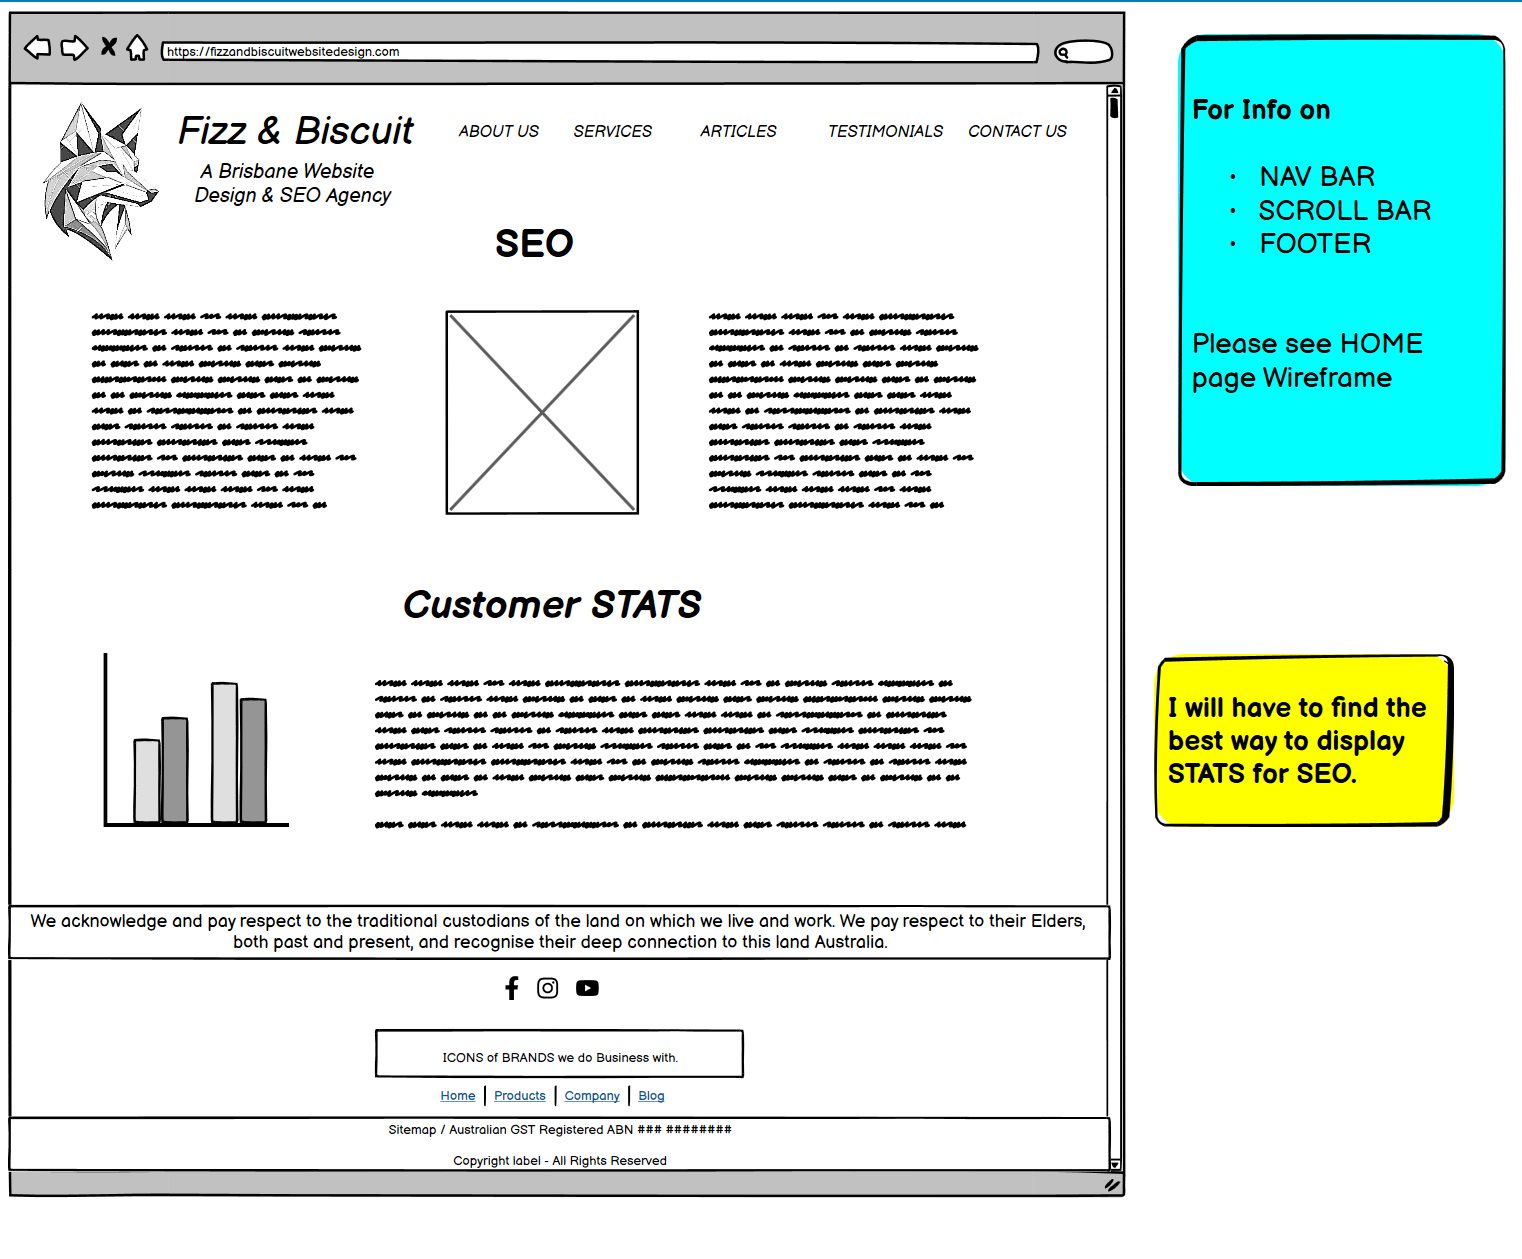 https://fizzandbiscuitwebsitedesign.com
Fizz & Biscuit
A Brisbane Website
Design & SEO Agency
ABOUT US
SERVICES
ARTICLES
TESTIMONIALS
CONTACT US
SEO
Customer STATS
We acknowledge and pay respect to the traditional custodians of the land on which we live and work. We pay respect to their Elders,
both past and present, and recognise their deep connection to this land Australia.
ICONS of BRANDS we do Business with.
Home | Products | Company | Blog
Sitemap / Australian GST Registered ABN ### ########
Copyright label - All Rights Reserved
For Info on
• NAV BAR
• SCROLL BAR
• FOOTER
Please see HOME
page Wireframe
I will have to find the
best way to display
STATS for SEO.